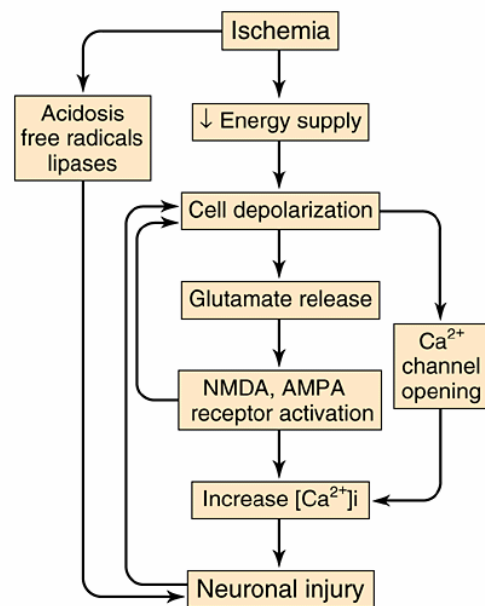 Ischemia
Acidosis
free radicals
lipases
↓ Energy supply
Cell depolarization
Glutamate release
Ca²⁺
channel
opening
NMDA, AMPA
receptor activation
Increase [Ca²⁺]i
Neuronal injury